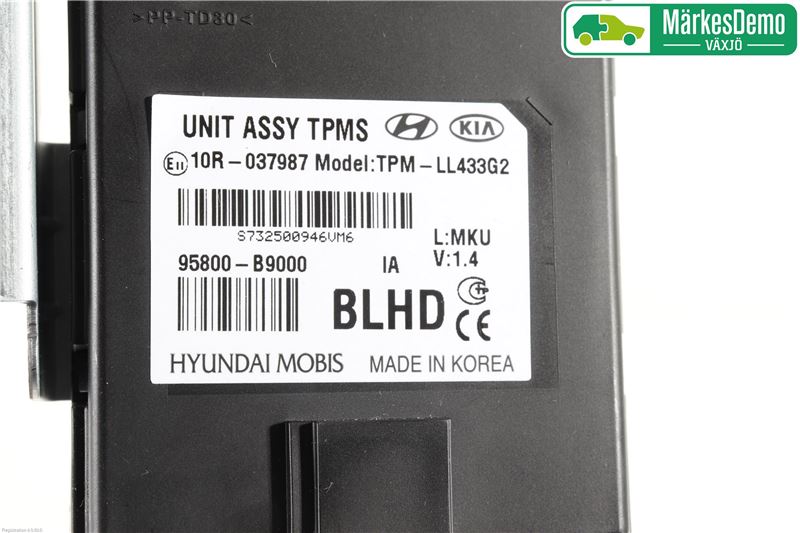 >PP-TD30<
MärkesDemo
VÄXJÖ
UNIT ASSY TPMS KIA
E11 10R-037987 Model:TPM-LL433G2
S732500946VM6
L:MKU
95800-B9000 IA V:1.4
BLHD CE
HYUNDAI MOBIS MADE IN KOREA